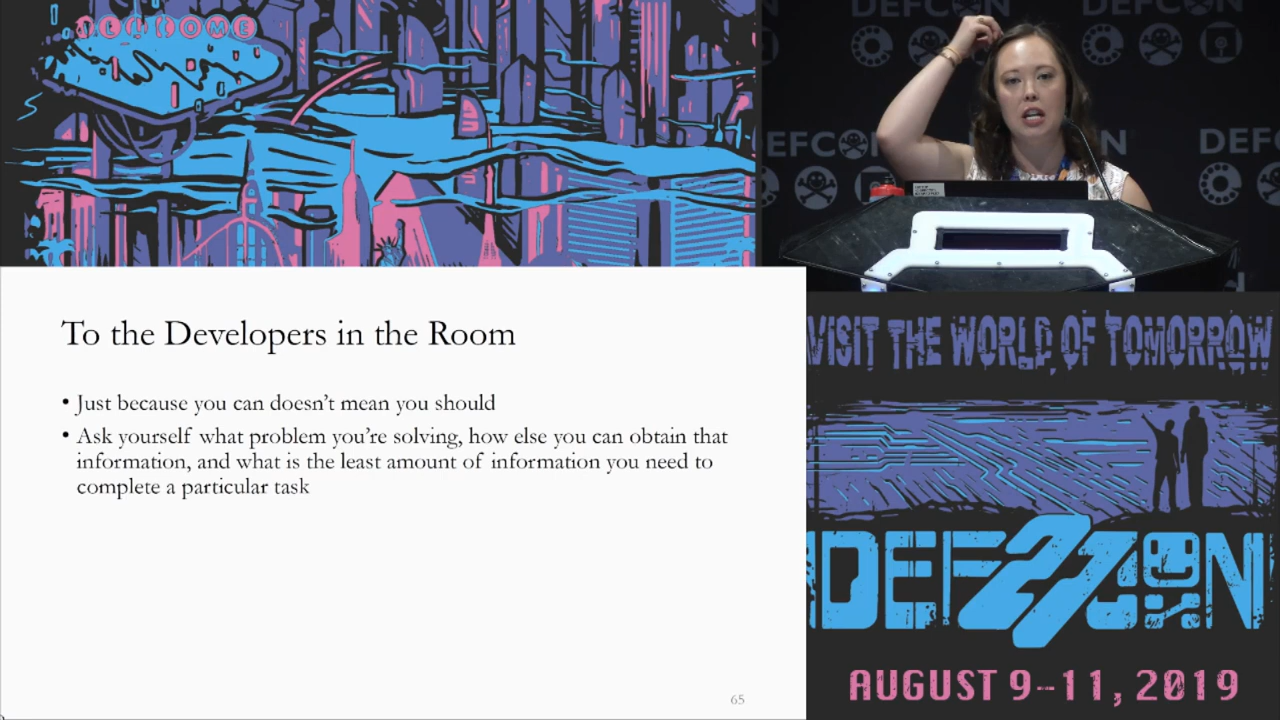 WELCOME
DEFCON
DEFCON
DEFCON
DEFCON
To the Developers in the Room
• Just because you can doesn’t mean you should
• Ask yourself what problem you’re solving, how else you can obtain that
information, and what is the least amount of information you need to
complete a particular task
65
VISIT THE WORLD OF TOMORROW
DEF 27 CON
AUGUST 9-11, 2019